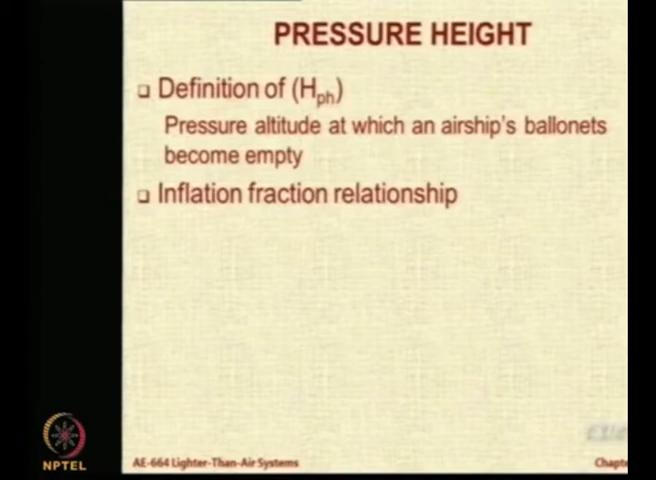 PRESSURE HEIGHT
❑ Definition of (Hph)
Pressure altitude at which an airship's ballonets
become empty
❑ Inflation fraction relationship
NPTEL
AE-664 Lighter-Than-Air Systems